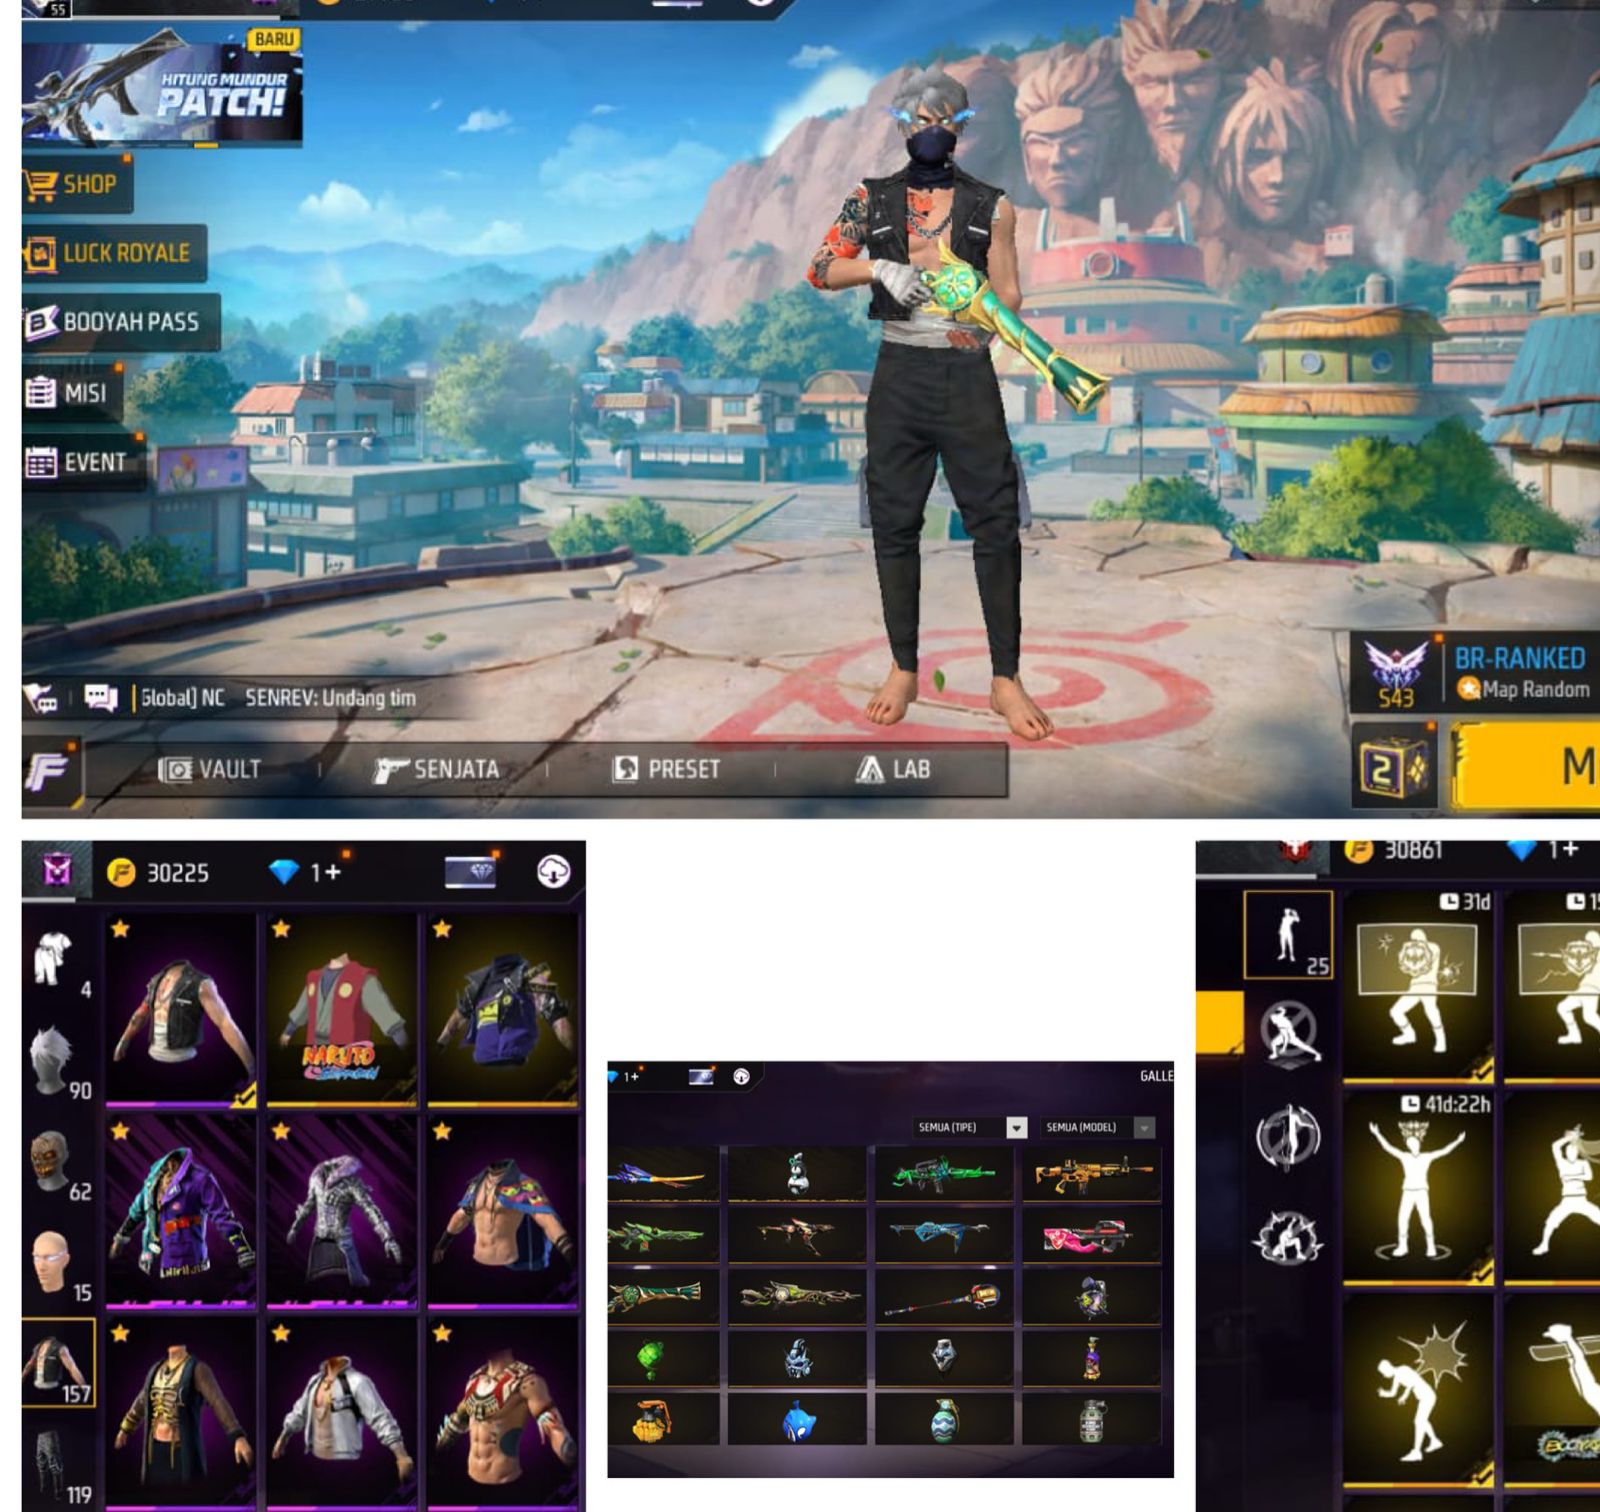 55
BARU
HITUNG MUNDUR
PATCH!
SHOP
LUCK ROYALE
BOOYAH PASS
MISI
EVENT
Global] NC SENREV: Undang tim
BR-RANKED
Map Random
S43
VAULT
SENJATA
PRESET
LAB
2
M
30225
1+
4
90
62
15
157
119
NARUTO
SHIPPUDEN
1+
GALLE
SEMUA (TIPE)
SEMUA (MODEL)
30861
1+
31d
25
41d:22h